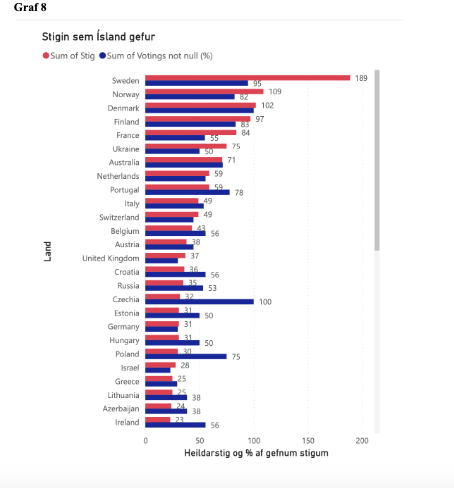 Graf 8
Stigin sem Ísland gefur
Sum of Stig Sum of Votings not null (%)
Sweden 189 95
Norway 109 82
Denmark 102
Finland 97 83
France 84 55
Ukraine 75 50
Australia 71
Netherlands 59
Portugal 59 78
Italy 49
Switzerland 49
Belgium 43 56
Austria 38
United Kingdom 37
Croatia 36 56
Russia 35 53
Czechia 32 100
Estonia 31 50
Germany 31
Hungary 31 50
Poland 30 75
Israel 28
Greece 25
Lithuania 25 38
Azerbaijan 24 38
Ireland 23 56
Land
0 50 100 150 200
Heildarstig og % af gefnum stigum